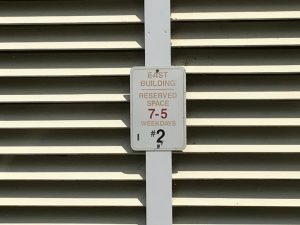 EAST
BUILDING
RESERVED
SPACE
7-5
WEEKDAYS
#2